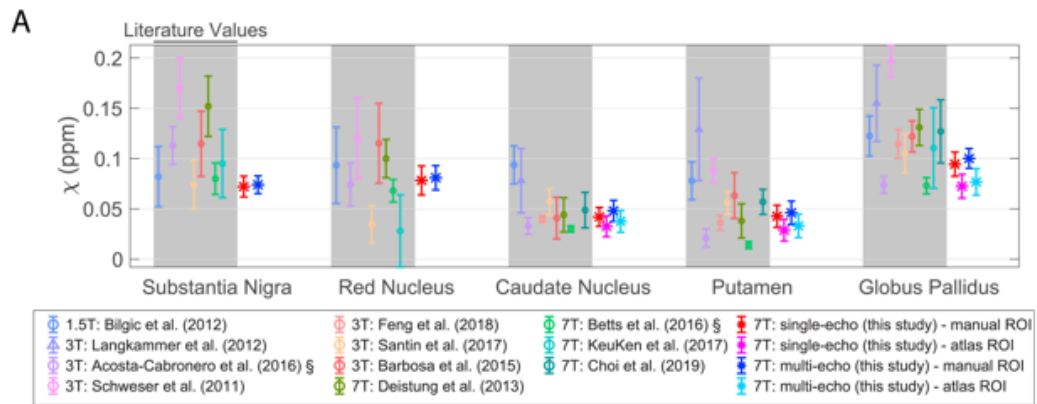 A
Literature Values
0.2
0.15
0.1
0.05
0
χ (ppm)
Substantia Nigra
Red Nucleus
Caudate Nucleus
Putamen
Globus Pallidus
1.5T: Bilgic et al. (2012)
3T: Langkammer et al. (2012)
3T: Acosta-Cabronero et al. (2016) §
3T: Schweser et al. (2011)
3T: Feng et al. (2018)
3T: Santin et al. (2017)
3T: Barbosa et al. (2015)
7T: Deistung et al. (2013)
7T: Betts et al. (2016) §
7T: KeuKen et al. (2017)
7T: Choi et al. (2019)
7T: single-echo (this study) - manual ROI
7T: single-echo (this study) - atlas ROI
7T: multi-echo (this study) - manual ROI
7T: multi-echo (this study) - atlas ROI